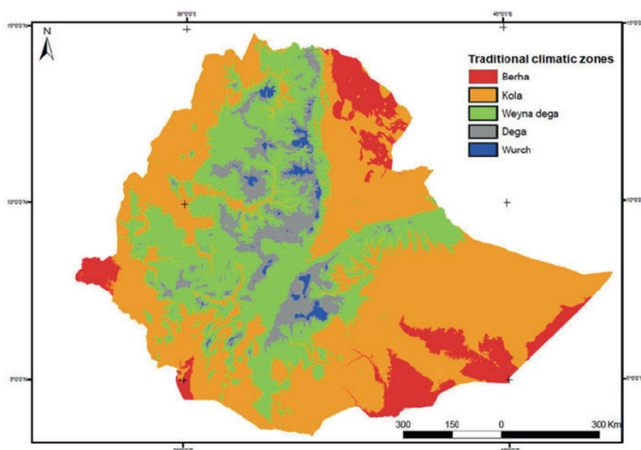 N
Traditional climatic zones
Berha
Kola
Weyna dega
Dega
Wurch
300 150 0 300 Km